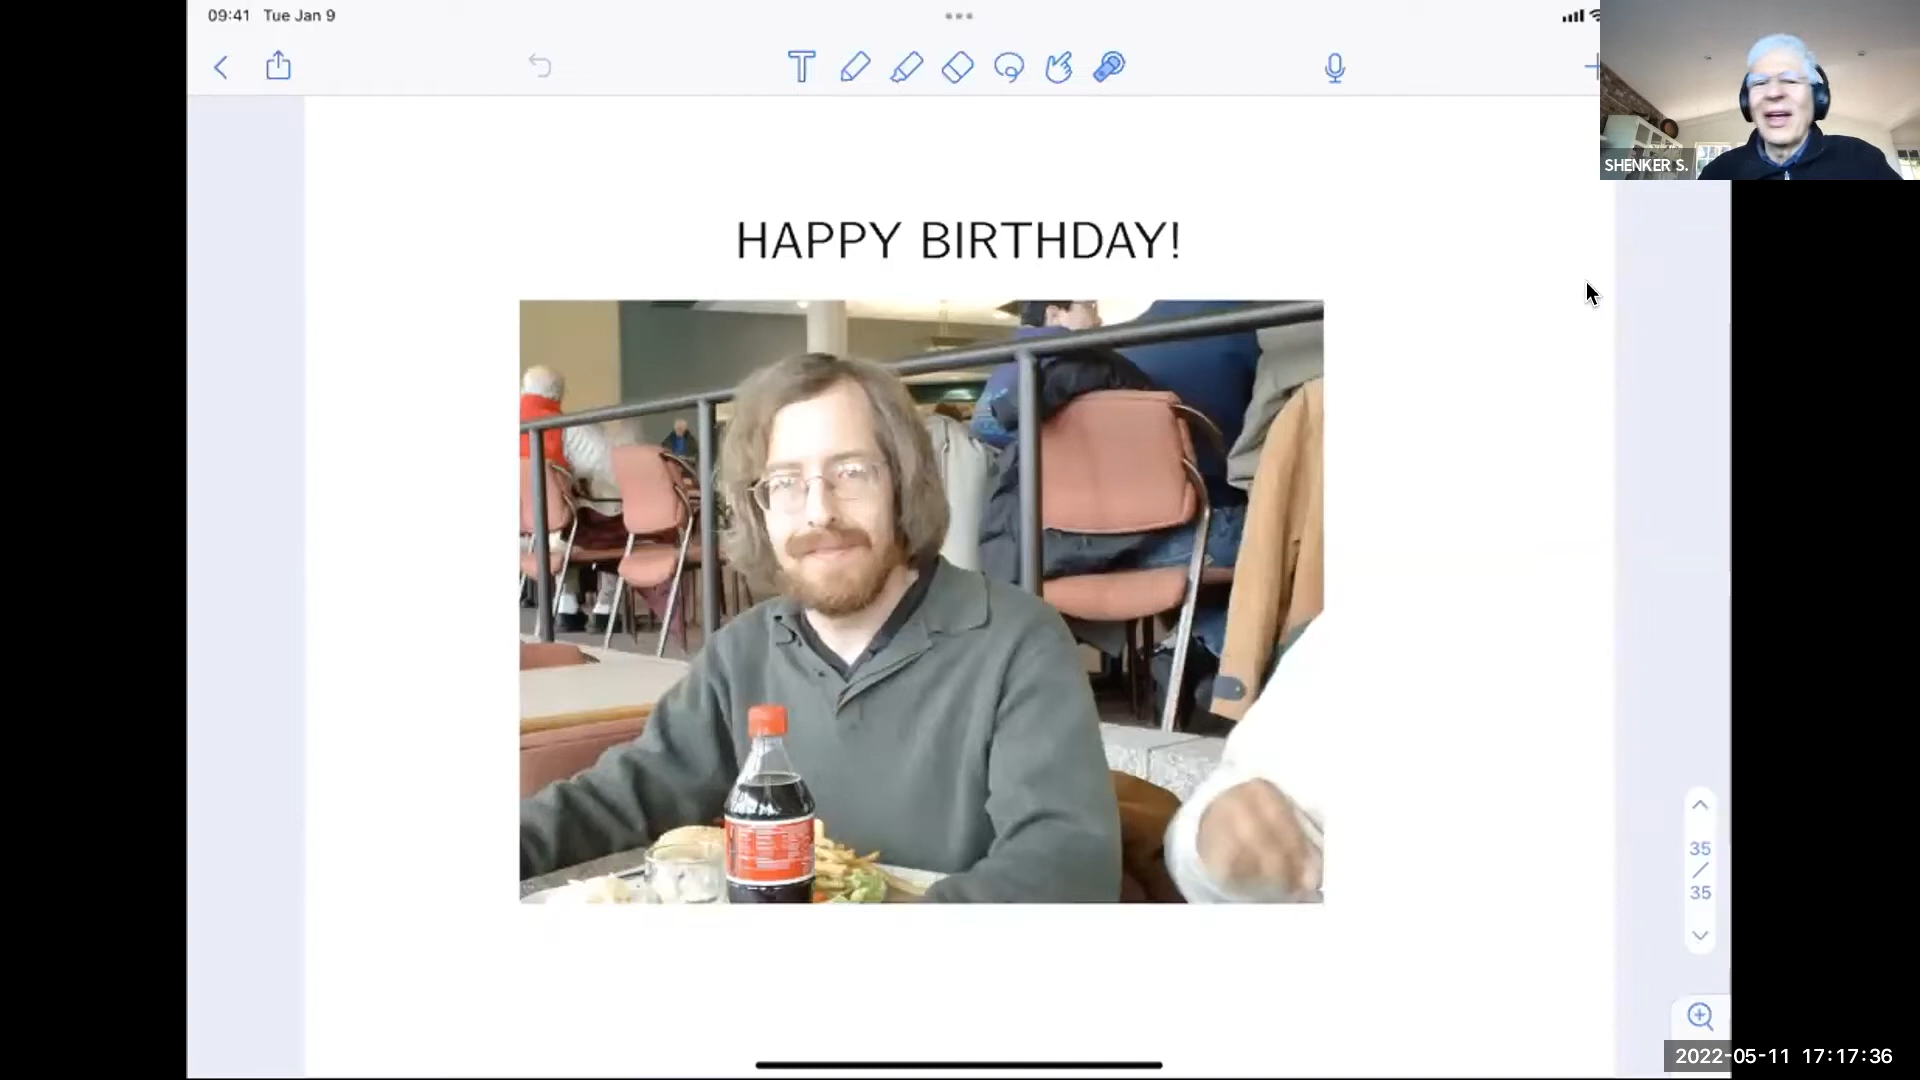 09:41 Tue Jan 9
SHENKER S.
HAPPY BIRTHDAY!
35
35
2022-05-11 17:17:36